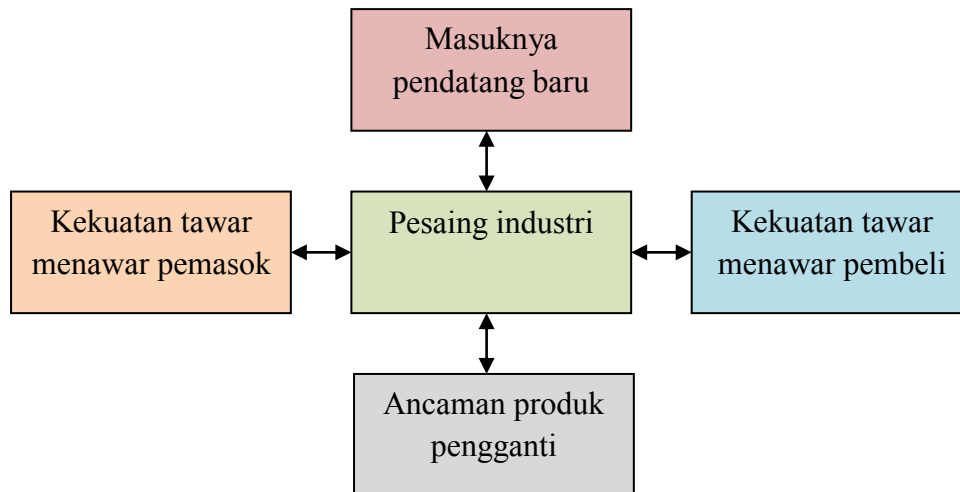 Masuknya
pendatang baru
Kekuatan tawar
menawar pemasok
Pesaing industri
Kekuatan tawar
menawar pembeli
Ancaman produk
pengganti